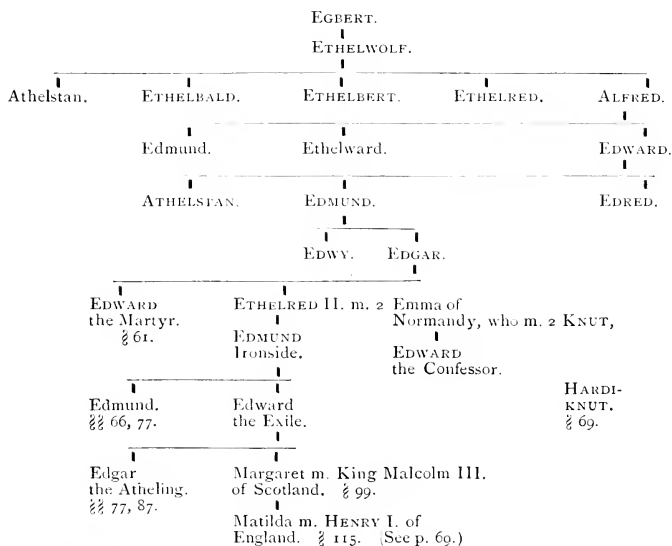 EGBERT.
ETHELWOLF.
Athelstan. ETHELBALD. ETHELBERT. ETHELRED. ALFRED.
Edmund. Ethelward. EDWARD.
ATHELSTAN. EDMUND. EDRED.
EDWY. EDGAR.
EDWARD ETHELRED II. m. 2 Emma of
the Martyr. Normandy, who m. 2 KNUT,
§ 61. EDMUND EDWARD
Ironside. the Confessor.
Edmund. Edward HARDI-
§§ 66, 77. the Exile. KNUT.
§ 69.
Edgar Margaret m. King Malcolm III.
the Atheling. of Scotland. § 99.
§§ 77, 87.
Matilda m. HENRY I. of
England. § 115. (See p. 69.)